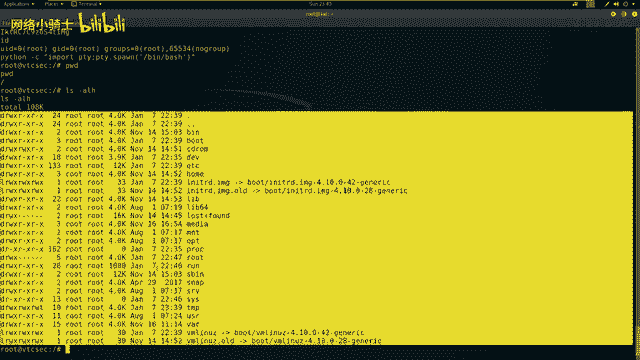 Applications Places Terminal
网络小骑士 bilibili
id
uid=0(root) gid=0(root) groups=0(root),65534(nogroup)
python -c "import pty;pty.spawn('/bin/bash')"
root@vtcsec:/# pwd
pwd
/
root@vtcsec:/# ls -alh
ls -alh
total 108K
drwxr-xr-x 24 root root 4.0K Jan 7 22:39 .
drwxr-xr-x 24 root root 4.0K Jan 7 22:39 ..
drwxr-xr-x 2 root root 4.0K Nov 14 15:03 bin
drwxr-xr-x 3 root root 4.0K Jan 7 22:39 boot
drwxrwxr-x 2 root root 4.0K Nov 14 14:51 cdrom
drwxr-xr-x 18 root root 3.9K Jan 7 22:35 dev
drwxr-xr-x 133 root root 12K Jan 7 22:39 etc
drwxr-xr-x 3 root root 4.0K Nov 14 14:52 home
lrwxrwxrwx 1 root root 33 Jan 7 22:39 initrd.img -> boot/initrd.img-4.10.0-42-generic
lrwxrwxrwx 1 root root 33 Nov 14 14:52 initrd.img.old -> boot/initrd.img-4.10.0-28-generic
drwxr-xr-x 22 root root 4.0K Nov 14 14:53 lib
drwxr-xr-x 2 root root 4.0K Aug 1 07:19 lib64
drwx------ 2 root root 16K Nov 14 14:49 lost+found
drwxr-xr-x 3 root root 4.0K Nov 16 16:54 media
drwxr-xr-x 2 root root 4.0K Aug 1 07:17 mnt
drwxr-xr-x 2 root root 4.0K Aug 1 07:17 opt
dr-xr-xr-x 162 root root 0 Jan 7 22:35 proc
drwx------ 5 root root 4.0K Jan 7 22:47 root
drwxr-xr-x 28 root root 1000 Jan 7 22:46 run
drwxr-xr-x 2 root root 12K Nov 14 15:03 sbin
drwxr-xr-x 2 root root 4.0K Apr 29 2017 snap
drwxr-xr-x 2 root root 4.0K Aug 1 07:17 srv
dr-xr-xr-x 13 root root 0 Jan 7 22:46 sys
drwxrwxrwt 10 root root 4.0K Jan 7 22:39 tmp
drwxr-xr-x 11 root root 4.0K Aug 1 07:24 usr
drwxr-xr-x 15 root root 4.0K Nov 16 11:14 var
lrwxrwxrwx 1 root root 30 Jan 7 22:39 vmlinuz -> boot/vmlinuz-4.10.0-42-generic
lrwxrwxrwx 1 root root 30 Nov 14 14:52 vmlinuz.old -> boot/vmlinuz-4.10.0-28-generic
root@vtcsec:/#